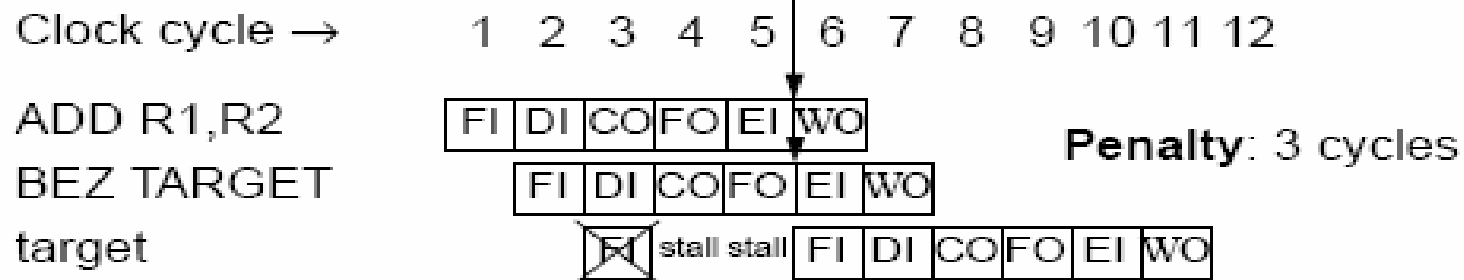 Clock cycle → 1 2 3 4 5 6 7 8 9 10 11 12
ADD R1,R2 FI DI CO FO EI WO
Penalty: 3 cycles
BEZ TARGET FI DI CO FO EI WO
target FI stall stall FI DI CO FO EI WO